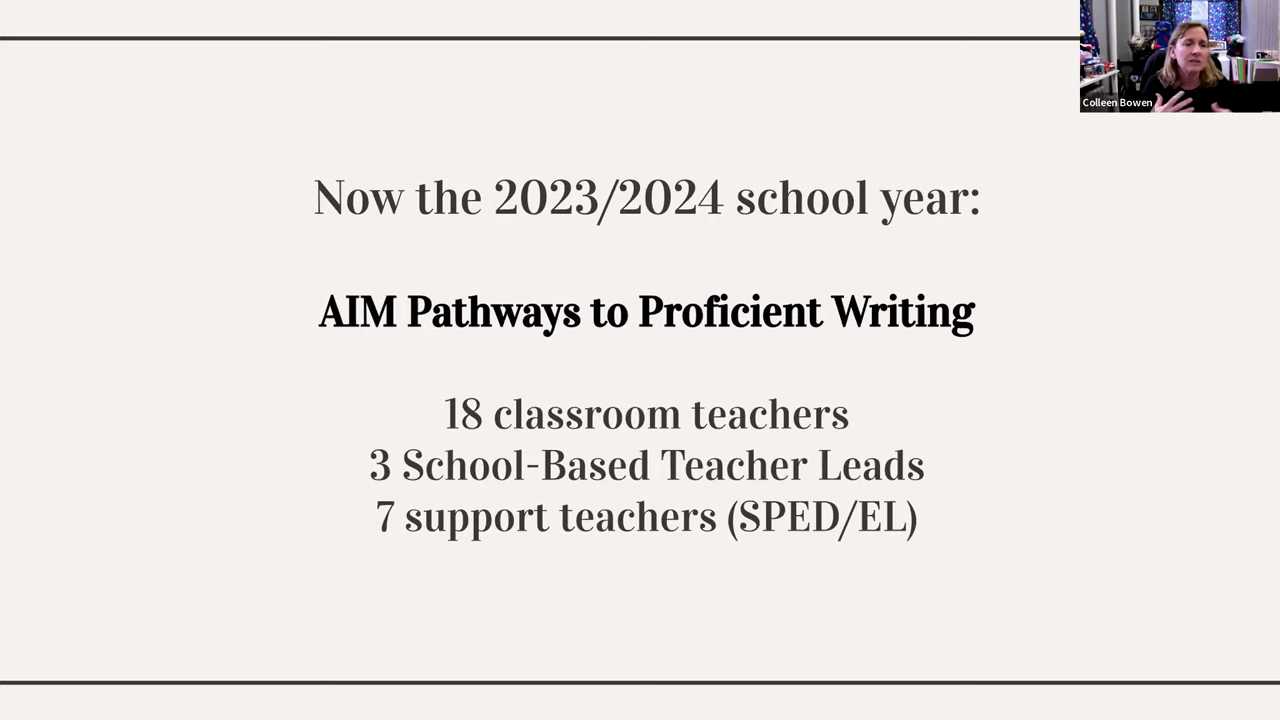 Colleen Bowen
Now the 2023/2024 school year:
AIM Pathways to Proficient Writing
18 classroom teachers
3 School-Based Teacher Leads
7 support teachers (SPED/EL)